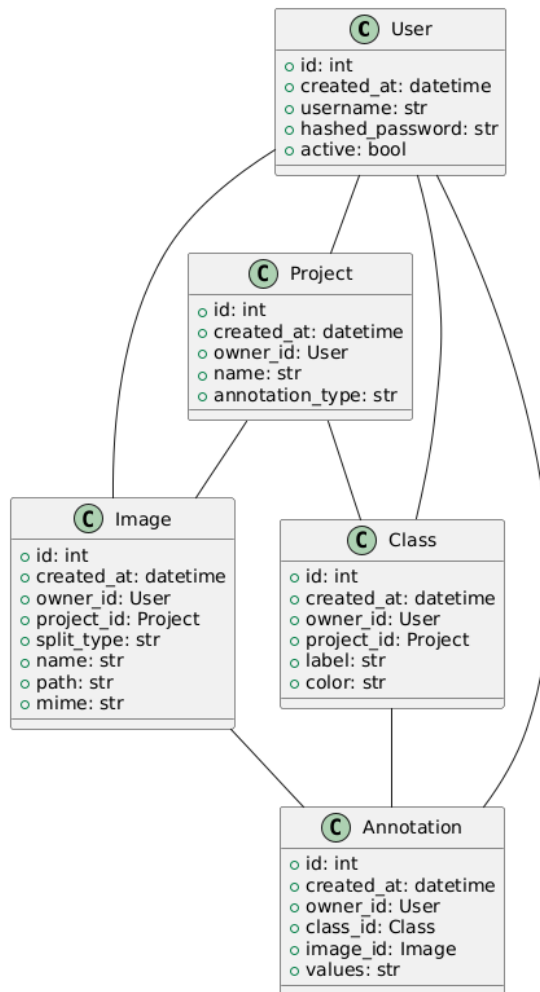 C User
id: int
created_at: datetime
username: str
hashed_password: str
active: bool
C Project
id: int
created_at: datetime
owner_id: User
name: str
annotation_type: str
C Image
id: int
created_at: datetime
owner_id: User
project_id: Project
split_type: str
name: str
path: str
mime: str
C Class
id: int
created_at: datetime
owner_id: User
project_id: Project
label: str
color: str
C Annotation
id: int
created_at: datetime
owner_id: User
class_id: Class
image_id: Image
values: str